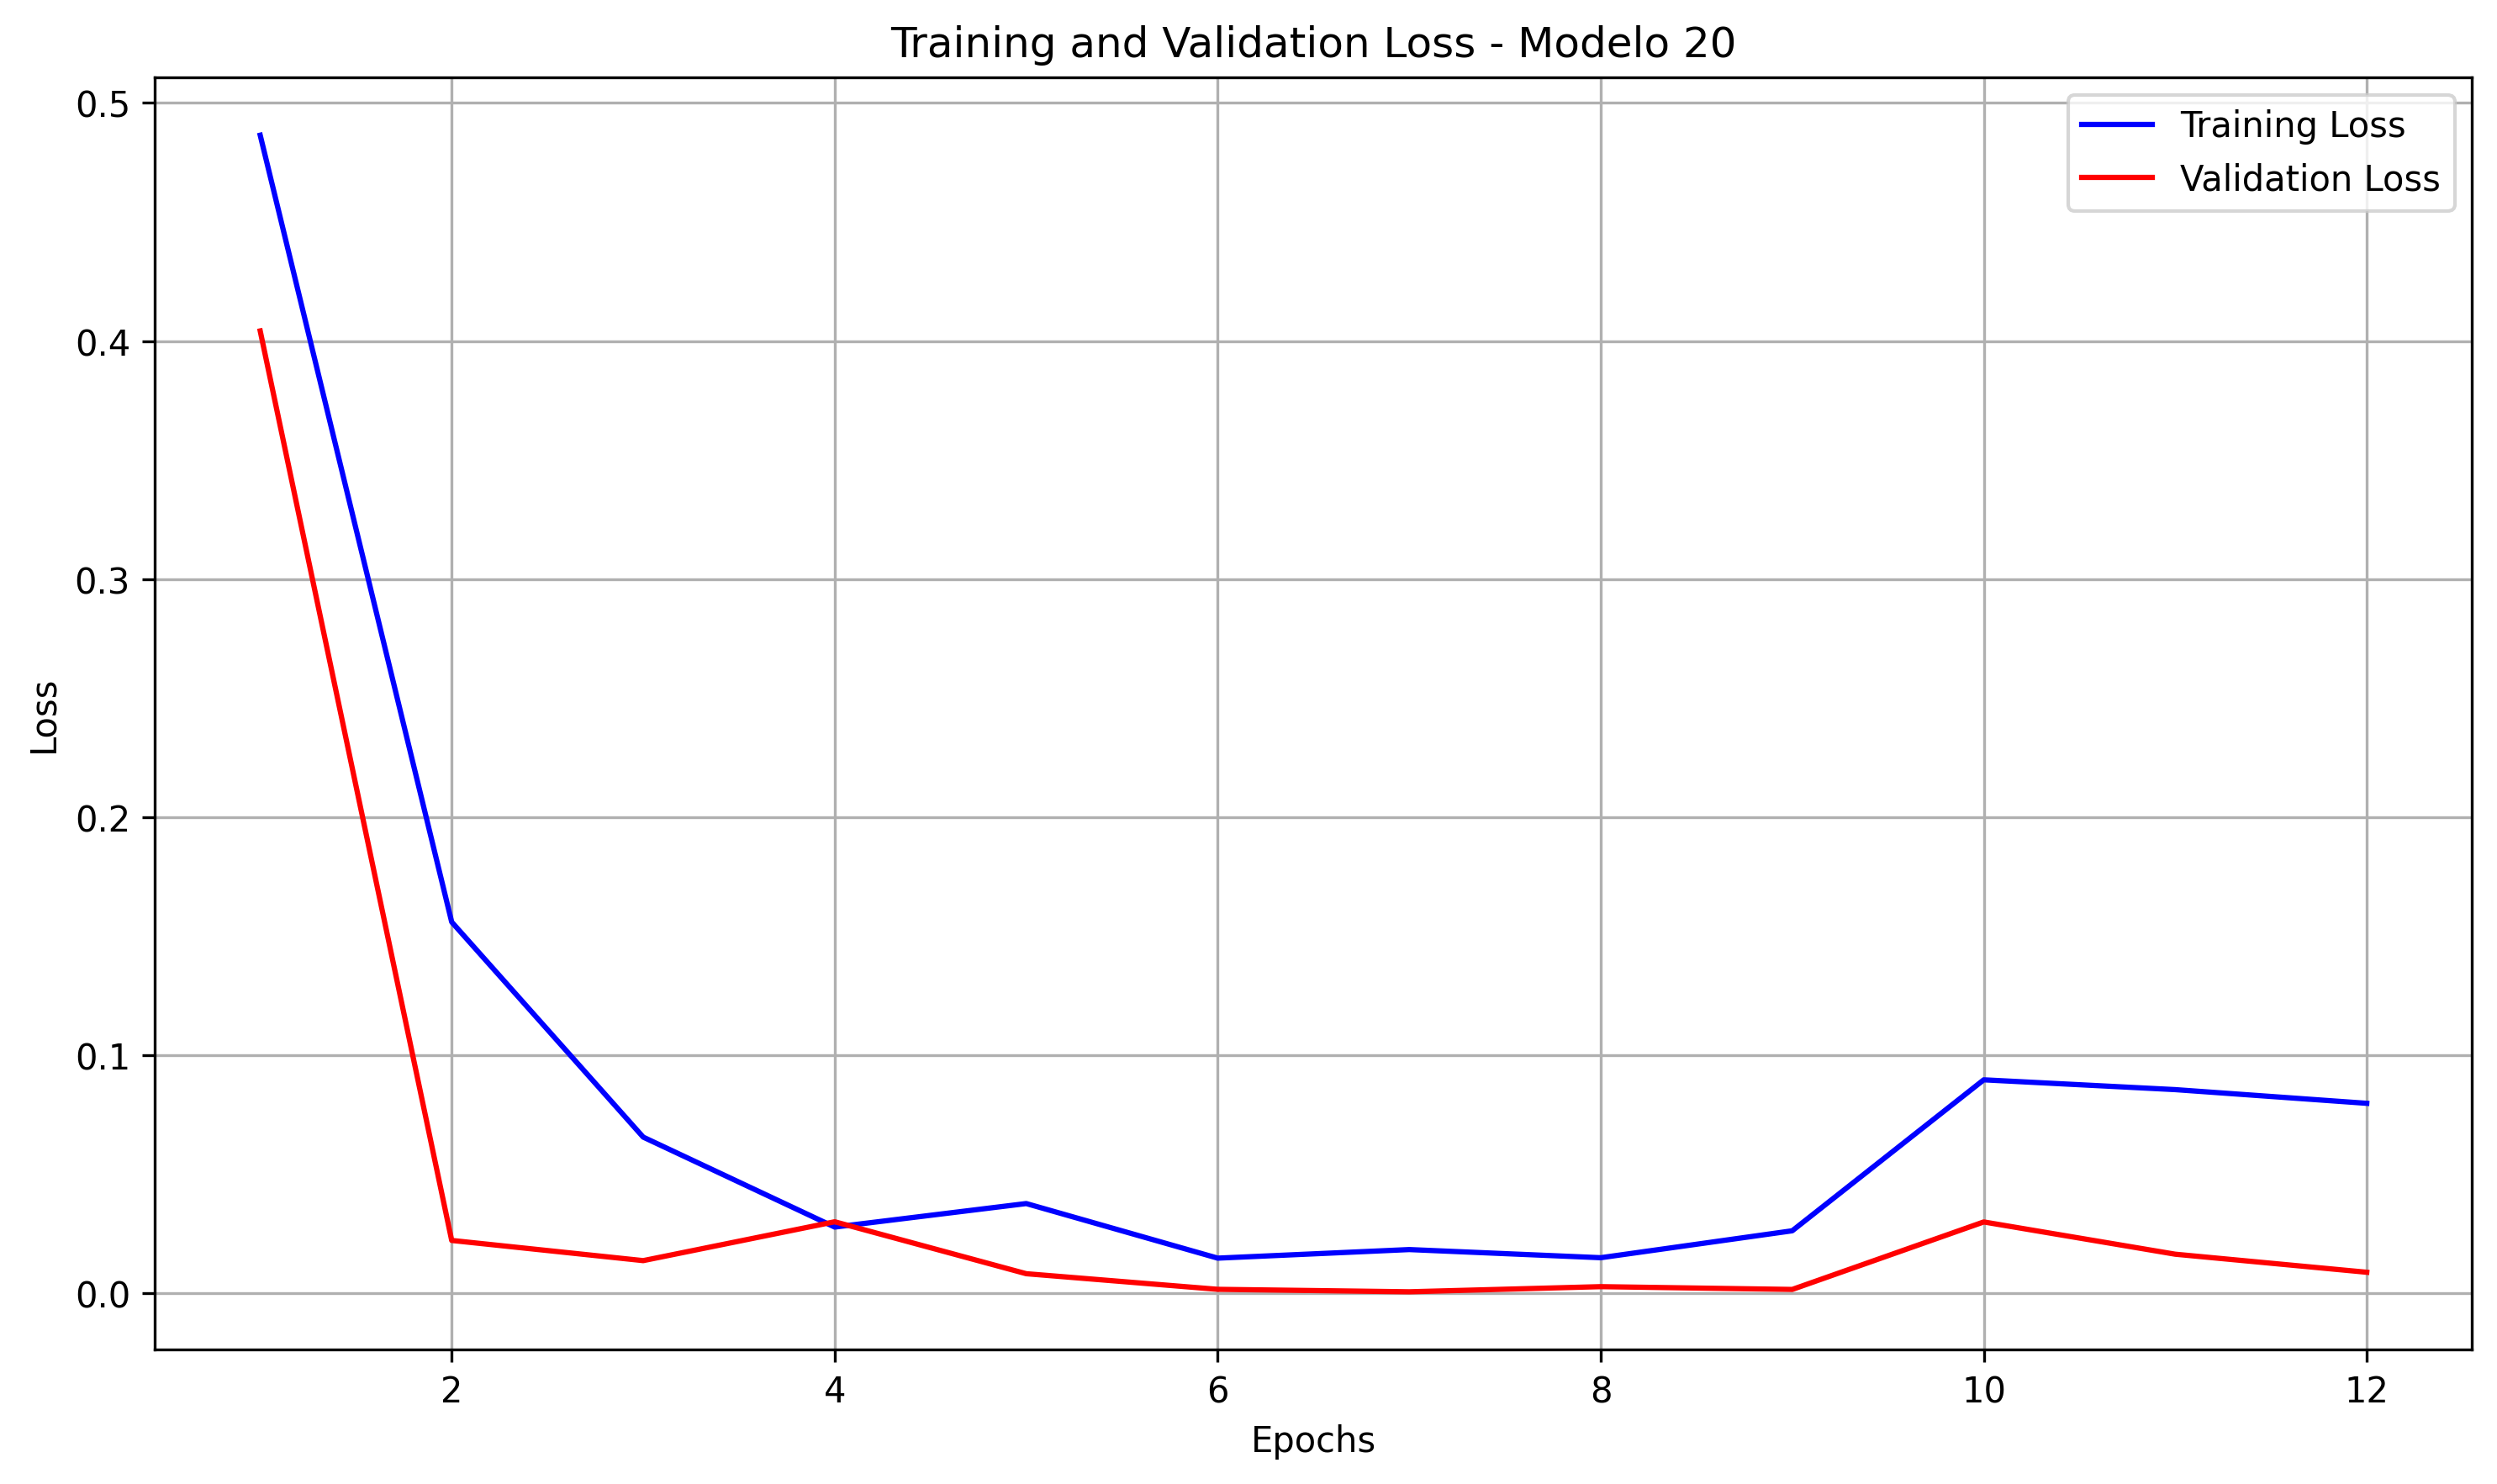 Training and Validation Loss - Modelo 20
Training Loss
Validation Loss
0.5
0.4
0.3
0.2
0.1
0.0
Loss
2 4 6 8 10 12
Epochs